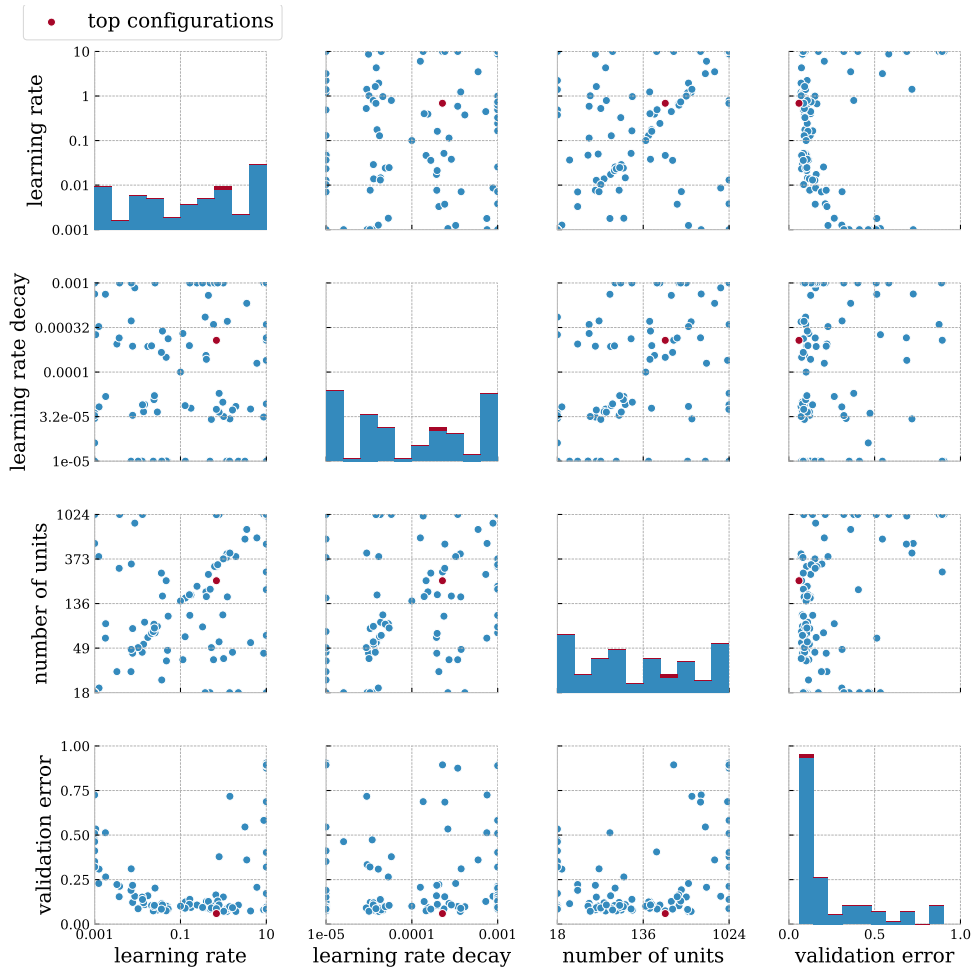 top configurations
learning rate
10
1
0.1
0.01
0.001
learning rate decay
0.001
0.00032
0.0001
3.2e-05
1e-05
number of units
1024
373
136
49
18
validation error
1.00
0.75
0.50
0.25
0.00
0.001 0.1 10
1e-05 0.0001 0.001
18 136 1024
0.0 0.5 1.0
learning rate
learning rate decay
number of units
validation error